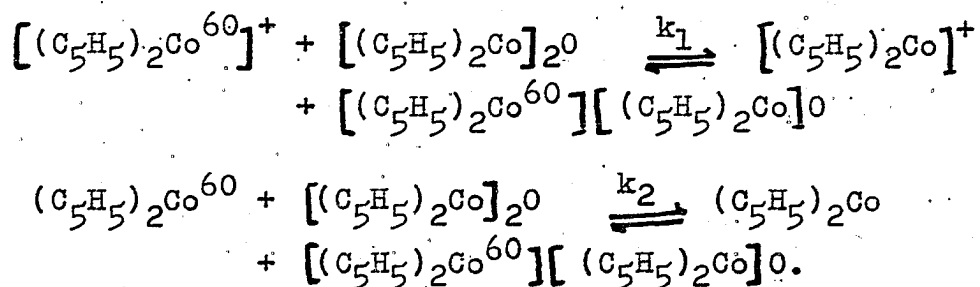 [(C₅H₅)₂Co⁶⁰]⁺ + [(C₅H₅)₂Co]₂O k₁ ⇌ [(C₅H₅)₂Co]⁺
+ [(C₅H₅)₂Co⁶⁰][(C₅H₅)₂Co]O
(C₅H₅)₂Co⁶⁰ + [(C₅H₅)₂Co]₂O k₂ ⇌ (C₅H₅)₂Co
+ [(C₅H₅)₂Co⁶⁰][(C₅H₅)₂Co]O.